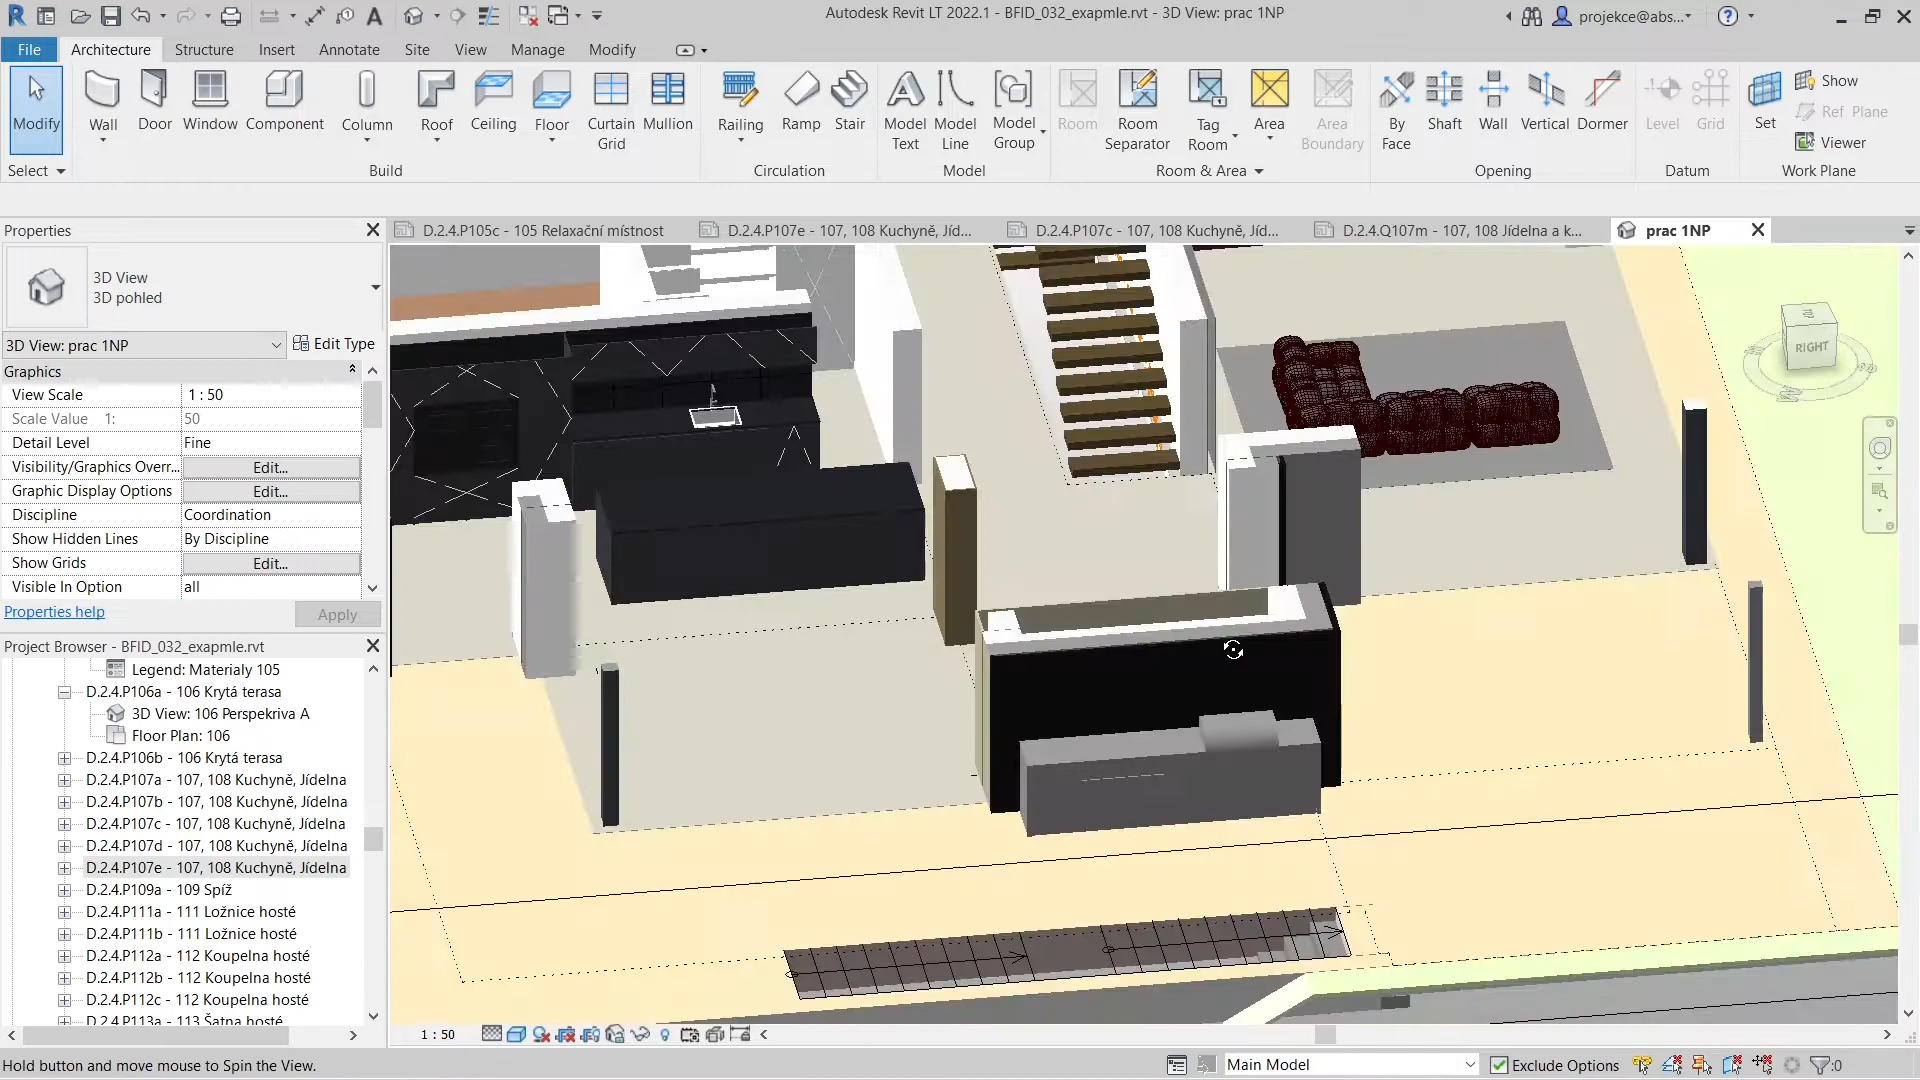 Autodesk Revit LT 2022.1 - BFID_032_exapmle.rvt - 3D View: prac 1NP
projekce@abs...
File
Architecture
Structure
Insert
Annotate
Site
View
Manage
Modify
Modify
Wall
Door
Window
Component
Column
Roof
Ceiling
Floor
Curtain
Grid
Mullion
Railing
Ramp
Stair
Model
Text
Model
Line
Model
Group
Room
Room
Separator
Tag
Room
Area
Area
Boundary
By
Face
Shaft
Wall
Vertical
Dormer
Level
Grid
Set
Show
Ref Plane
Viewer
Select
Build
Circulation
Model
Room & Area
Opening
Datum
Work Plane
Properties
D.2.4.P105c - 105 Relaxační místnost
D.2.4.P107e - 107, 108 Kuchyně, Jíd...
D.2.4.P107c - 107, 108 Kuchyně, Jíd...
D.2.4.Q107m - 107, 108 Jídelna a k...
prac 1NP
3D View
3D pohled
3D View: prac 1NP
Edit Type
Graphics
View Scale 1 : 50
Scale Value 1: 50
Detail Level Fine
Visibility/Graphics Overr... Edit...
Graphic Display Options Edit...
Discipline Coordination
Show Hidden Lines By Discipline
Show Grids Edit...
Visible In Option all
Properties help
Apply
RIGHT
Project Browser - BFID_032_exapmle.rvt
Legend: Materialy 105
D.2.4.P106a - 106 Krytá terasa
3D View: 106 Perspekriva A
Floor Plan: 106
D.2.4.P106b - 106 Krytá terasa
D.2.4.P107a - 107, 108 Kuchyně, Jídelna
D.2.4.P107b - 107, 108 Kuchyně, Jídelna
D.2.4.P107c - 107, 108 Kuchyně, Jídelna
D.2.4.P107d - 107, 108 Kuchyně, Jídelna
D.2.4.P107e - 107, 108 Kuchyně, Jídelna
D.2.4.P109a - 109 Spíž
D.2.4.P111a - 111 Ložnice hosté
D.2.4.P111b - 111 Ložnice hosté
D.2.4.P112a - 112 Koupelna hosté
D.2.4.P112b - 112 Koupelna hosté
D.2.4.P112c - 112 Koupelna hosté
D.2.4.P113a - 113 Šatna hosté
1 : 50
Hold button and move mouse to Spin the View.
Main Model
Exclude Options
:0